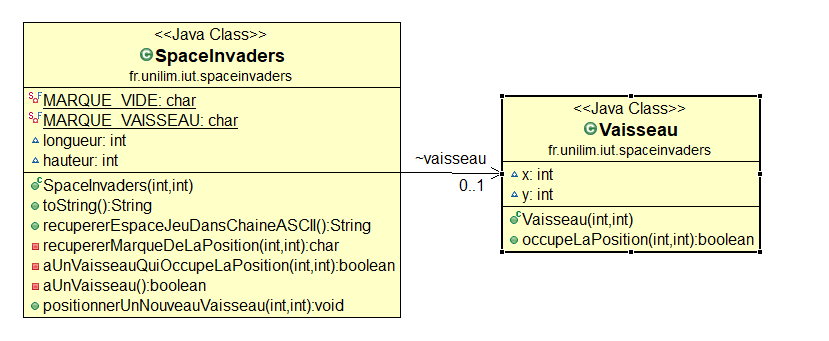 <<Java Class>>
SpaceInvaders
fr.unilim.iut.spaceinvaders
MARQUE_VIDE: char
MARQUE_VAISSEAU: char
longueur: int
hauteur: int
SpaceInvaders(int,int)
toString():String
recupererEspaceJeuDansChaineASCII():String
recupererMarqueDeLaPosition(int,int):char
aUnVaisseauQuiOccupeLaPosition(int,int):boolean
aUnVaisseau():boolean
positionnerUnNouveauVaisseau(int,int):void
~vaisseau
0..1
<<Java Class>>
Vaisseau
fr.unilim.iut.spaceinvaders
x: int
y: int
Vaisseau(int,int)
occupeLaPosition(int,int):boolean